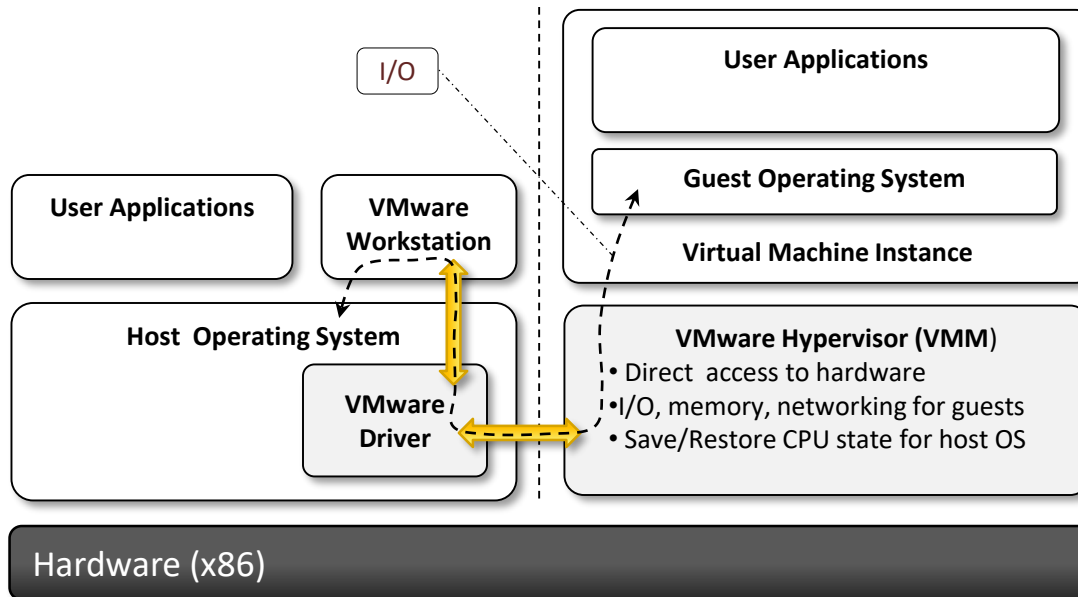 I/O
User Applications
VMware
Workstation
Host  Operating System
VMware
Driver
User Applications
Guest Operating System
Virtual Machine Instance
VMware Hypervisor (VMM)
• Direct  access to hardware
•I/O, memory, networking for guests
• Save/Restore CPU state for host OS
Hardware (x86)